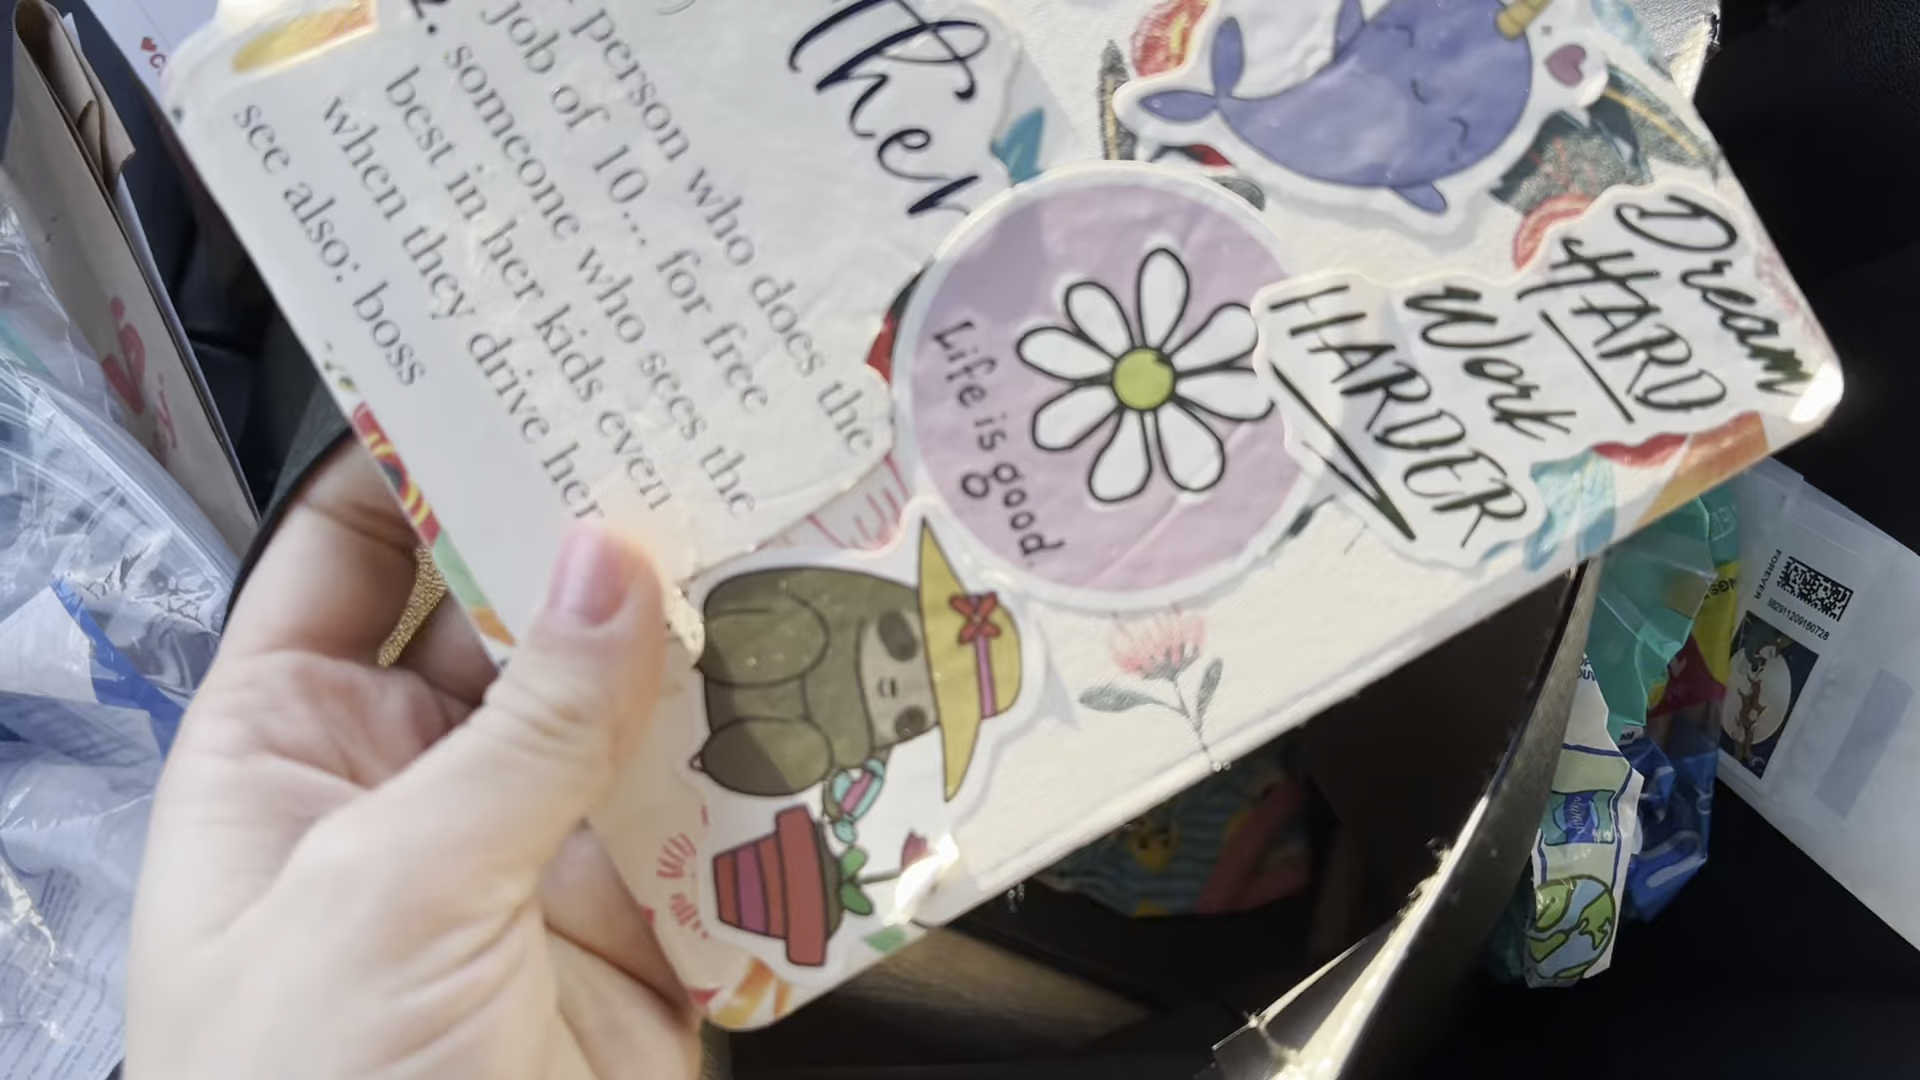 ther
person who does the
job of 10... for free
2. someone who sees the
best in her kids even
when they drive her
see also: boss
Life is good.
Dream
HARD
Work
HARDER
FOREVER